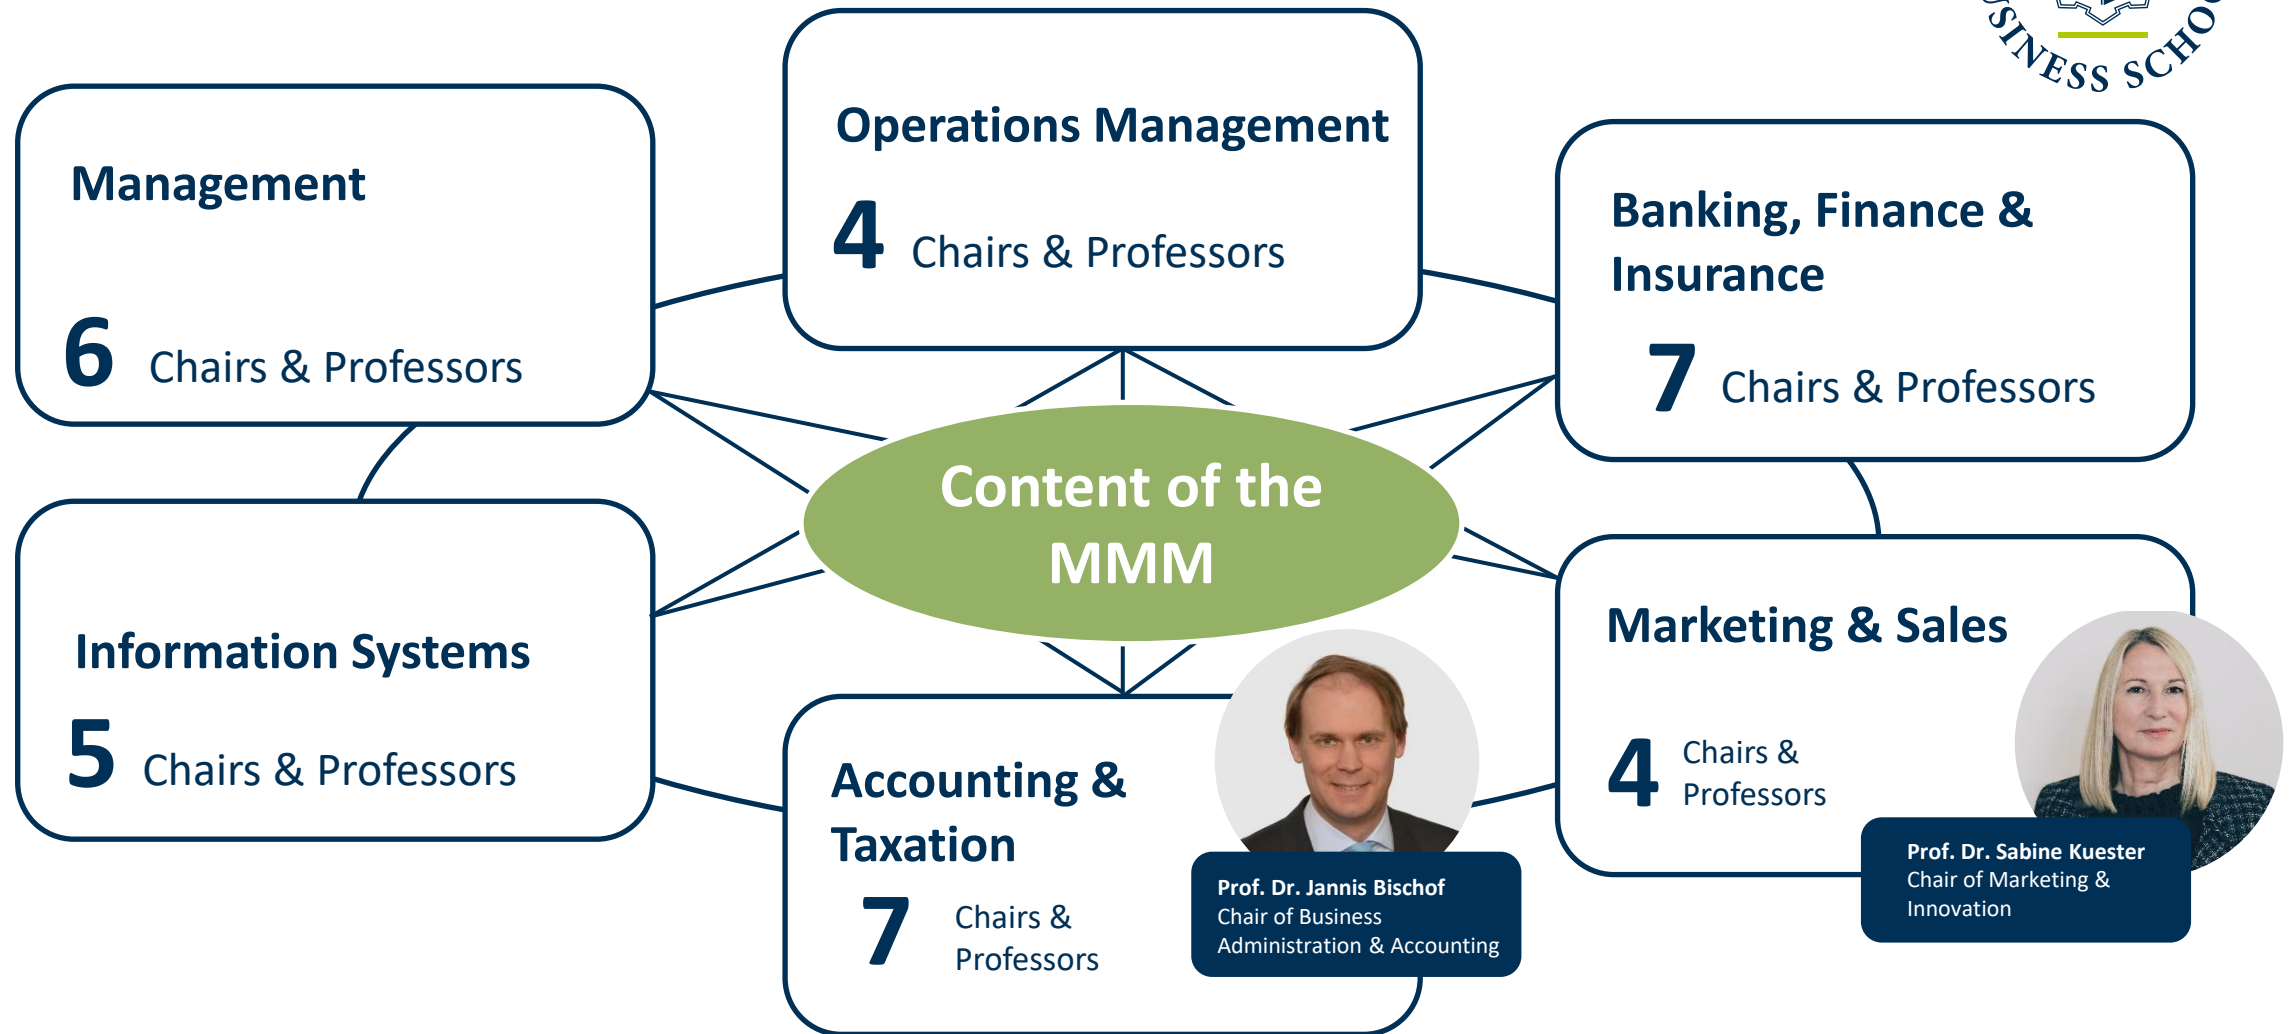 USINESS SCHOO
Operations Management
4 Chairs & Professors
Management
6 Chairs & Professors
Banking, Finance &
Insurance
7 Chairs & Professors
Content of the
MMM
Information Systems
5 Chairs & Professors
Marketing & Sales
4 Chairs &
Professors
Prof. Dr. Sabine Kuester
Chair of Marketing &
Innovation
Accounting &
Taxation
7 Chairs &
Professors
Prof. Dr. Jannis Bischof
Chair of Business
Administration & Accounting